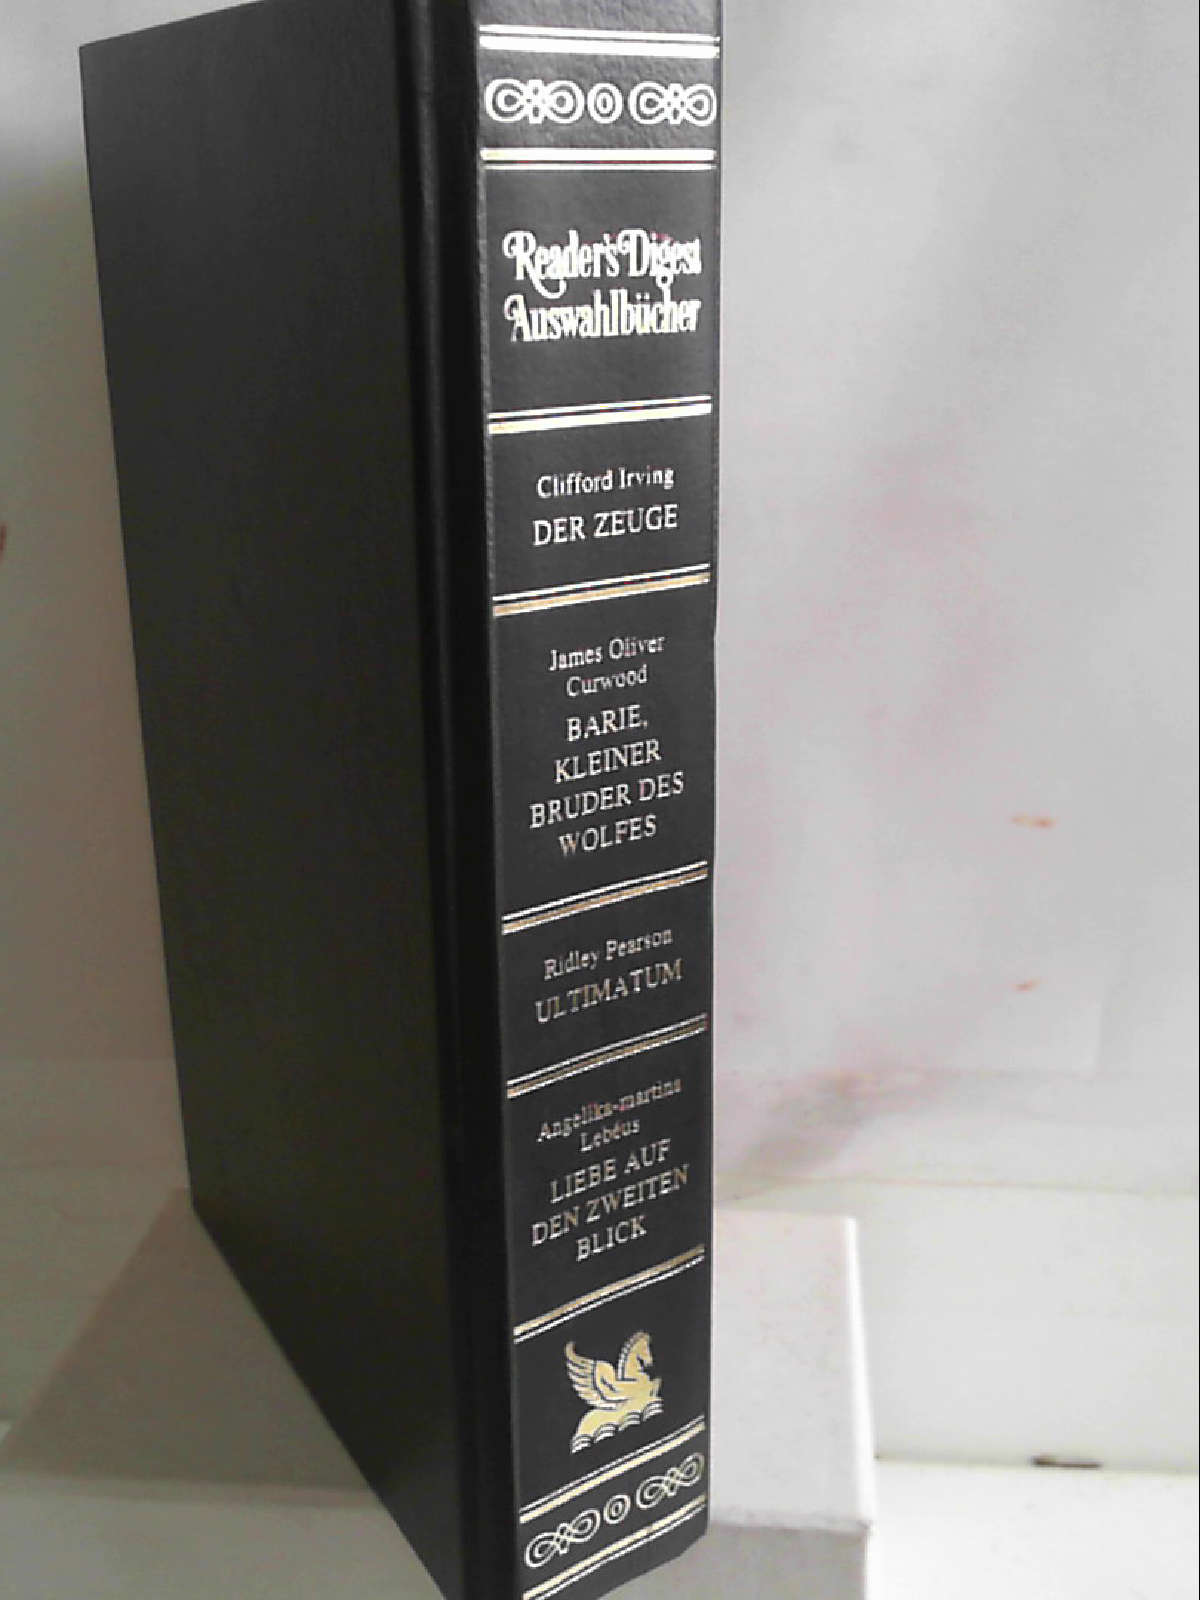 Reader's Digest
Auswahlbücher
Clifford Irving
DER ZEUGE
James Oliver
Curwood
BARIE,
KLEINER
BRUDER DES
WOLFES
Ridley Pearson
ULTIMATUM
Angelika-martina
Lebéus
LIEBE AUF
DEN ZWEITEN
BLICK